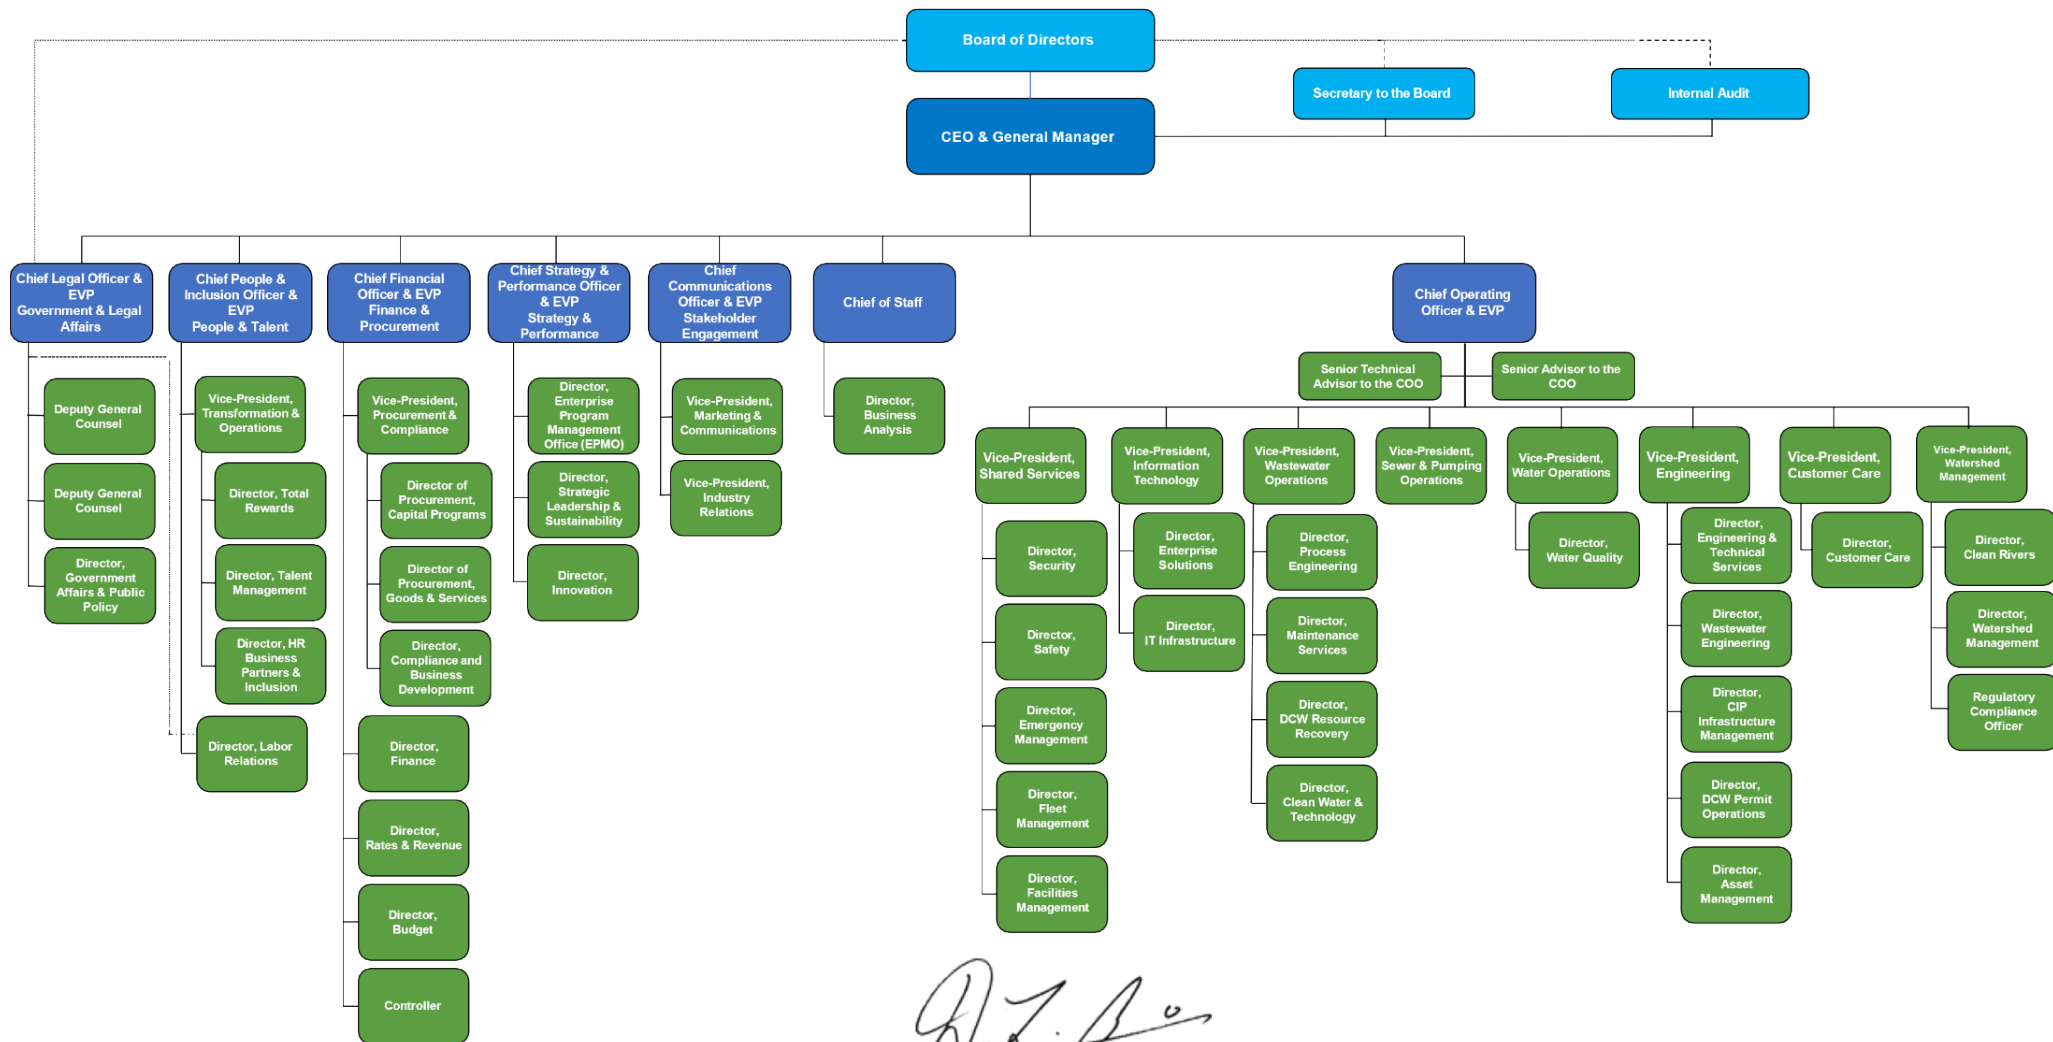 Board of Directors
Secretary to the Board
Internal Audit
CEO & General Manager
Chief Legal Officer &
EVP
Government & Legal
Affairs
Chief People &
Inclusion Officer &
EVP
People & Talent
Chief Financial
Officer & EVP
Finance &
Procurement
Chief Strategy &
Performance Officer
& EVP
Strategy &
Performance
Chief
Communications
Officer & EVP
Stakeholder
Engagement
Chief of Staff
Chief Operating
Officer & EVP
Senior Technical
Advisor to the COO
Senior Advisor to the
COO
Deputy General
Counsel
Deputy General
Counsel
Director,
Government
Affairs & Public
Policy
Vice-President,
Transformation &
Operations
Director, Total
Rewards
Director, Talent
Management
Director, HR
Business
Partners &
Inclusion
Director, Labor
Relations
Vice-President,
Procurement &
Compliance
Director of
Procurement,
Capital Programs
Director of
Procurement,
Goods & Services
Director,
Compliance and
Business
Development
Director,
Finance
Director,
Rates & Revenue
Director,
Budget
Controller
Director,
Enterprise
Program
Management
Office (EPMO)
Director,
Strategic
Leadership &
Sustainability
Director,
Innovation
Vice-President,
Marketing &
Communications
Vice-President,
Industry
Relations
Director,
Business
Analysis
Vice-President,
Shared Services
Director,
Security
Director,
Safety
Director,
Emergency
Management
Director,
Fleet
Management
Director,
Facilities
Management
Vice-President,
Information
Technology
Director,
Enterprise
Solutions
Director,
IT Infrastructure
Vice-President,
Wastewater
Operations
Director,
Process
Engineering
Director,
Maintenance
Services
Director,
DCW Resource
Recovery
Director,
Clean Water &
Technology
Vice-President,
Sewer & Pumping
Operations
Vice-President,
Water Operations
Director,
Water Quality
Vice-President,
Engineering
Director,
Engineering &
Technical
Services
Director,
Wastewater
Engineering
Director,
CIP
Infrastructure
Management
Director,
DCW Permit
Operations
Director,
Asset
Management
Vice-President,
Customer Care
Director,
Customer Care
Vice-President,
Watershed
Management
Director,
Clean Rivers
Director,
Watershed
Management
Regulatory
Compliance
Officer